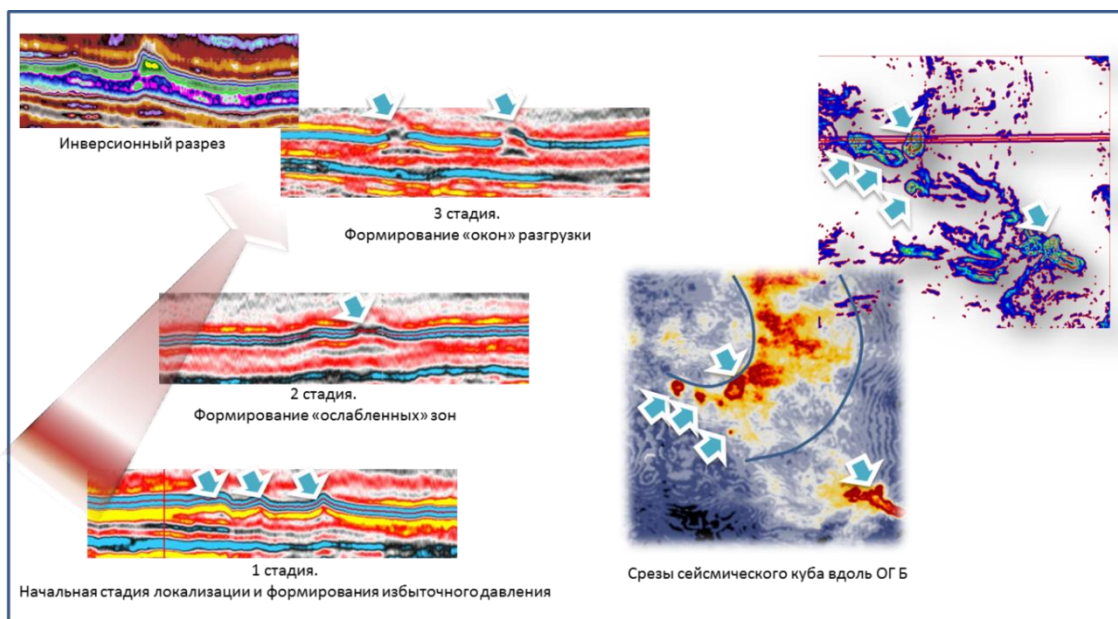 Инверсионный разрез
3 стадия.
Формирование «окон» разгрузки
2 стадия.
Формирование «ослабленных» зон
1 стадия.
Начальная стадия локализации и формирования избыточного давления
Срезы сейсмического куба вдоль ОГ Б